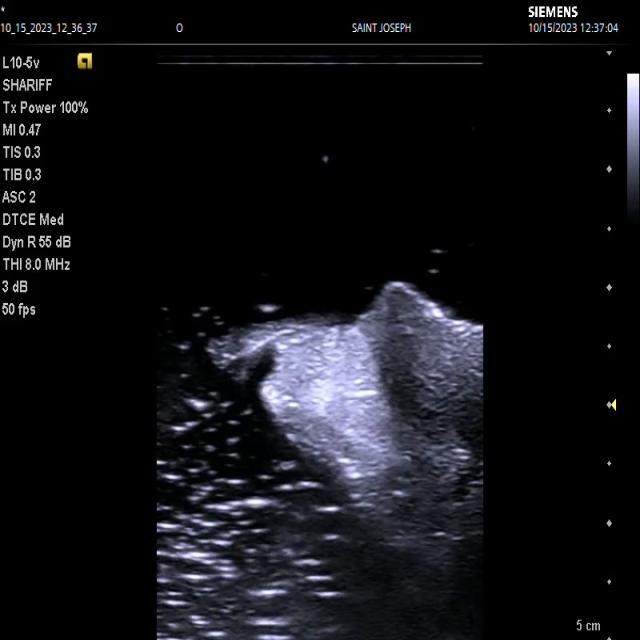 SIEMENS
10_15_2023_12_36_37 O SAINT JOSEPH 10/15/2023 12:37:04
L10-5v
SHARIFF
Tx Power 100%
MI 0.47
TIS 0.3
TIB 0.3
ASC 2
DTCE Med
Dyn R 55 dB
THI 8.0 MHz
3 dB
50 fps
5 cm